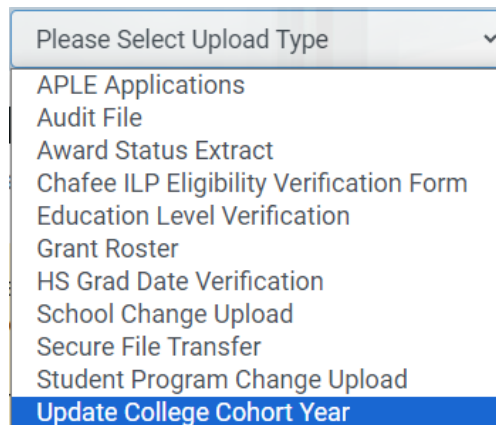 Please Select Upload Type
APLE Applications
Audit File
Award Status Extract
Chafee ILP Eligibility Verification Form
Education Level Verification
Grant Roster
HS Grad Date Verification
School Change Upload
Secure File Transfer
Student Program Change Upload
Update College Cohort Year